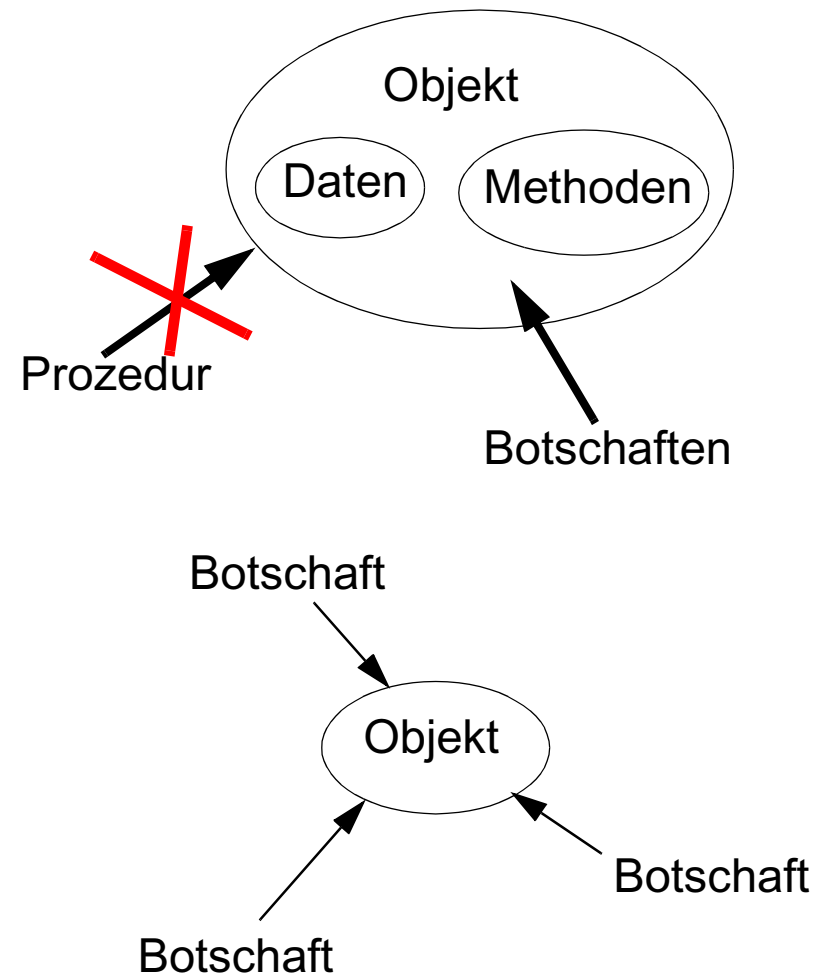 Objekt
Daten
Methoden
Prozedur
Botschaften
Botschaft
Objekt
Botschaft
Botschaft